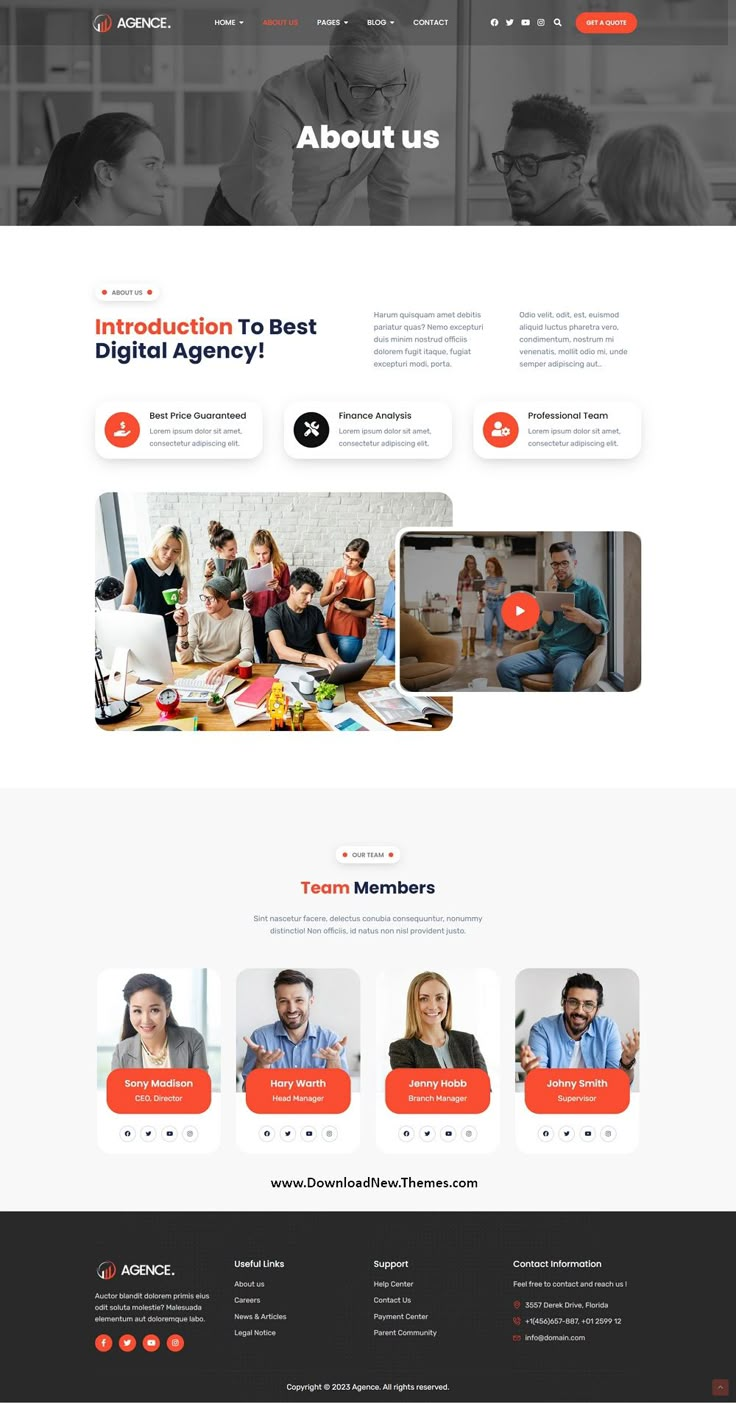 AGENCE.
HOME
ABOUT US
PAGES
BLOG
CONTACT
GET A QUOTE
About us
ABOUT US
Introduction To Best
Digital Agency!
Harum quisquam amet debitis
pariatur quas? Nemo excepturi
duis minim nostrud officiis
dolorem fugit itaque, fugiat
excepturi modi, porta.
Odio velit, odit, est, euismod
aliquid luctus pharetra vero,
condimentum, nostrum mi
venenatis, mollit odio mi, unde
semper adipiscing aut..
Best Price Guaranteed
Lorem ipsum dolor sit amet,
consectetur adipiscing elit.
Finance Analysis
Lorem ipsum dolor sit amet,
consectetur adipiscing elit.
Professional Team
Lorem ipsum dolor sit amet,
consectetur adipiscing elit.
OUR TEAM
Team Members
Sint nascetur facere, delectus conubia consequuntur, nonummy
distinctio! Non officiis, id natus non nisl provident justo.
Sony Madison
CEO, Director
Hary Warth
Head Manager
Jenny Hobb
Branch Manager
Johny Smith
Supervisor
www.DownloadNew.Themes.com
AGENCE.
Auctor blandit dolorem primis eius
odit soluta molestie? Malesuada
elementum aut doloremque labo.
Useful Links
About us
Careers
News & Articles
Legal Notice
Support
Help Center
Contact Us
Payment Center
Parent Community
Contact Information
Feel free to contact and reach us !
3557 Derek Drive, Florida
+1(456)657-887, +01 2599 12
info@domain.com
Copyright © 2023 Agence. All rights reserved.